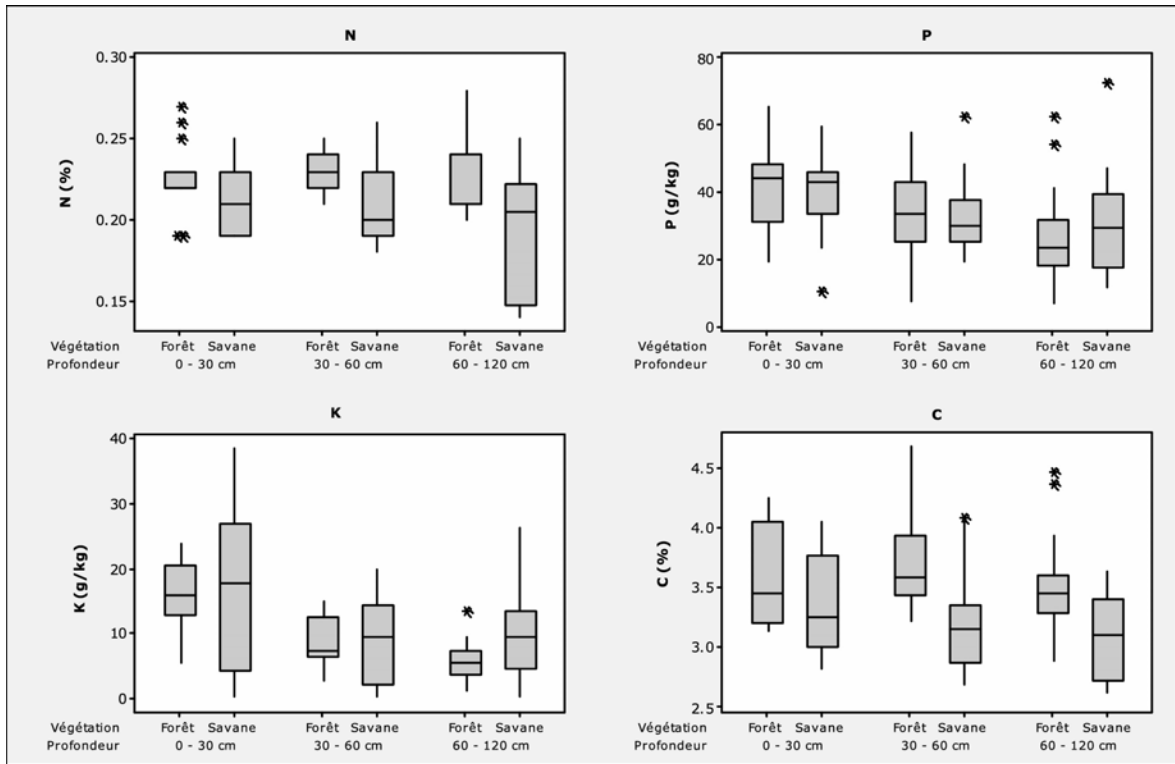 N
N (%)
0.30
0.25
0.20
0.15
Végétation Forêt Savane Forêt Savane Forêt Savane
Profondeur 0 - 30 cm 30 - 60 cm 60 - 120 cm
P
P (g/kg)
80
60
40
20
0
Végétation Forêt Savane Forêt Savane Forêt Savane
Profondeur 0 - 30 cm 30 - 60 cm 60 - 120 cm
K
K (g/kg)
40
30
20
10
0
Végétation Forêt Savane Forêt Savane Forêt Savane
Profondeur 0 - 30 cm 30 - 60 cm 60 - 120 cm
C
C (%)
4.5
4.0
3.5
3.0
2.5
Végétation Forêt Savane Forêt Savane Forêt Savane
Profondeur 0 - 30 cm 30 - 60 cm 60 - 120 cm